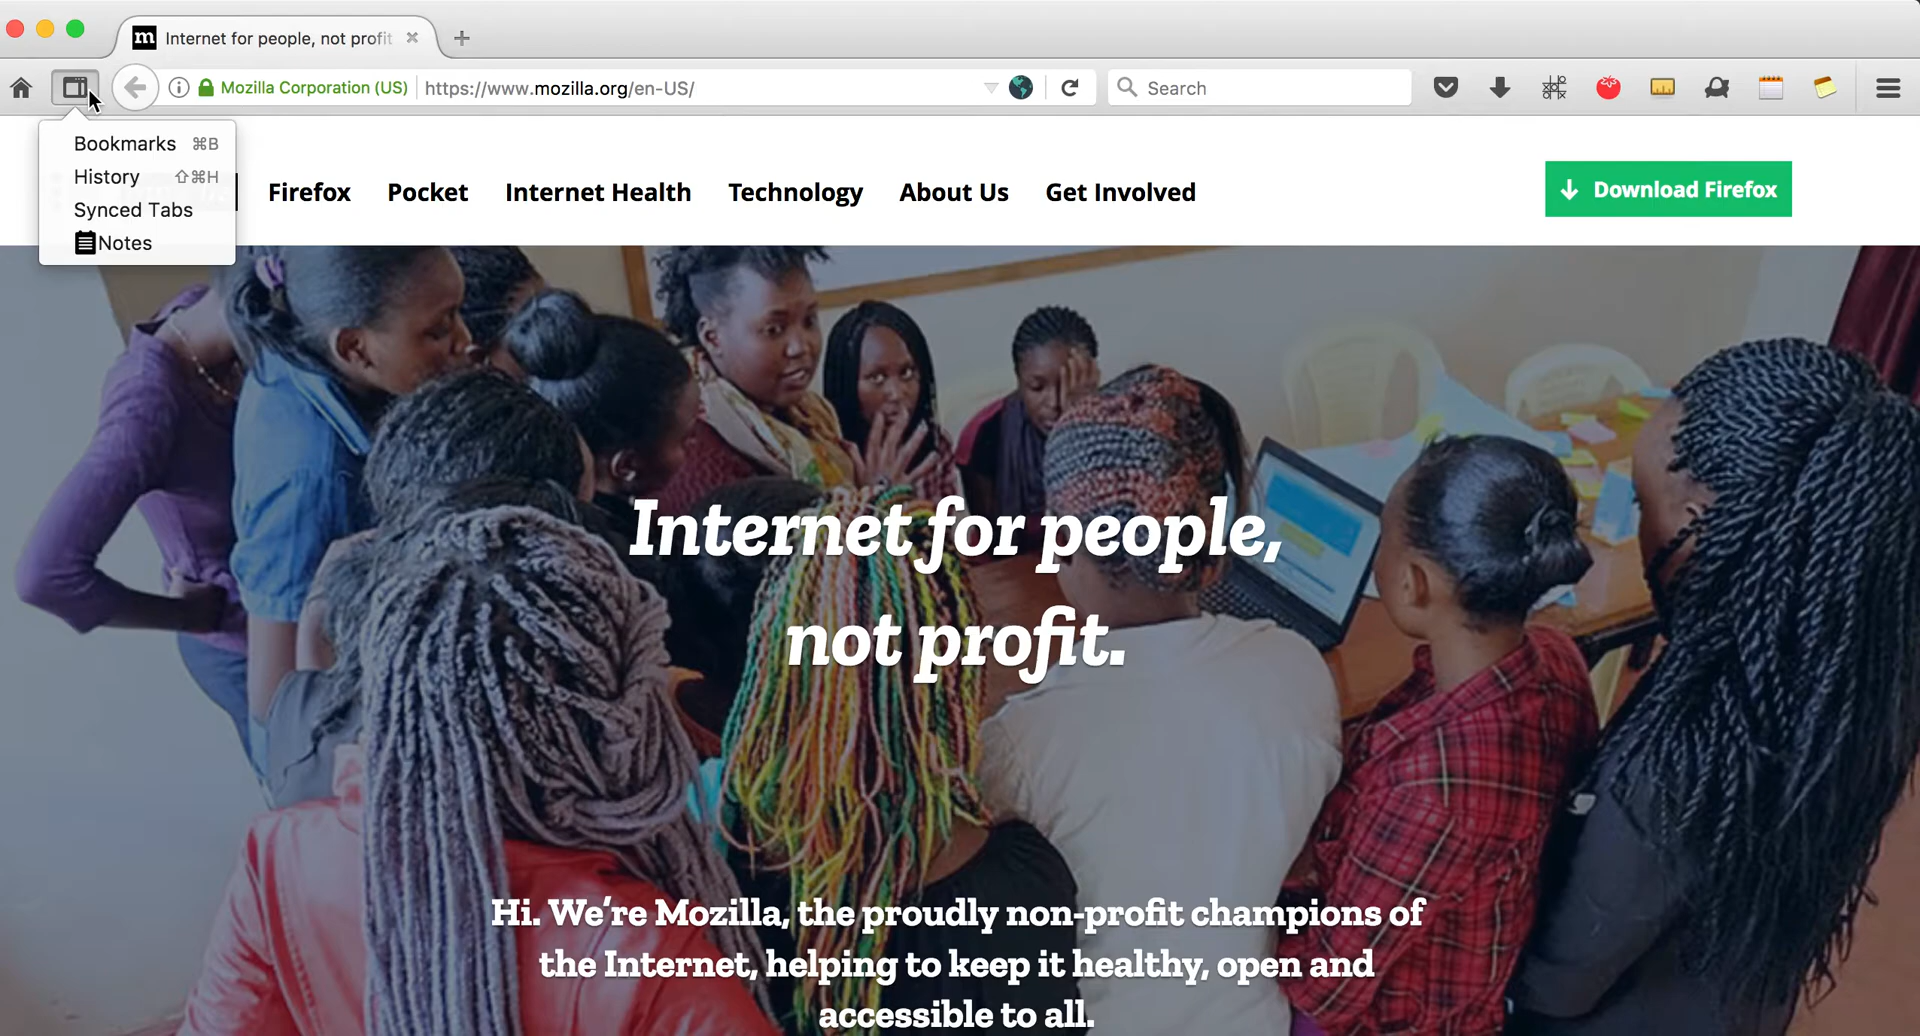 m Internet for people, not profit
Mozilla Corporation (US) https://www.mozilla.org/en-US/ Search
Bookmarks ⌘B
History ⇧⌘H
Synced Tabs
Notes
Firefox Pocket Internet Health Technology About Us Get Involved
Download Firefox
Internet for people,
not profit.
Hi. We’re Mozilla, the proudly non-profit champions of
the Internet, helping to keep it healthy, open and
accessible to all.